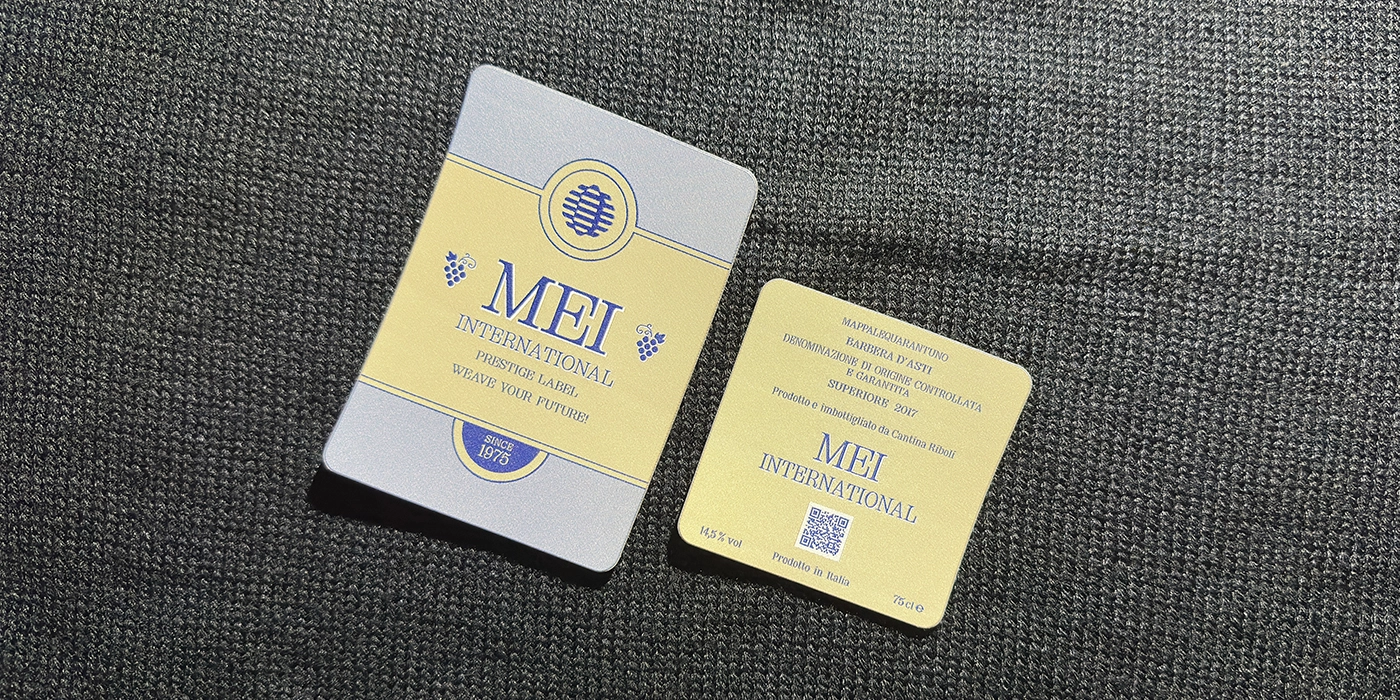 MEI
INTERNATIONAL
PRESTIGE LABEL
WEAVE YOUR FUTURE!
SINCE
1975
MAPPALEQUARANTUNO
BARBERA D'ASTI
DENOMINAZIONE DI ORIGINE CONTROLLATA
E GARANTITA
SUPERIORE 2017
Prodotto e imbottigliato da Cantina Ribolí
MEI
INTERNATIONAL
14,5 % vol
Prodotto in Italia
75 cl ℮